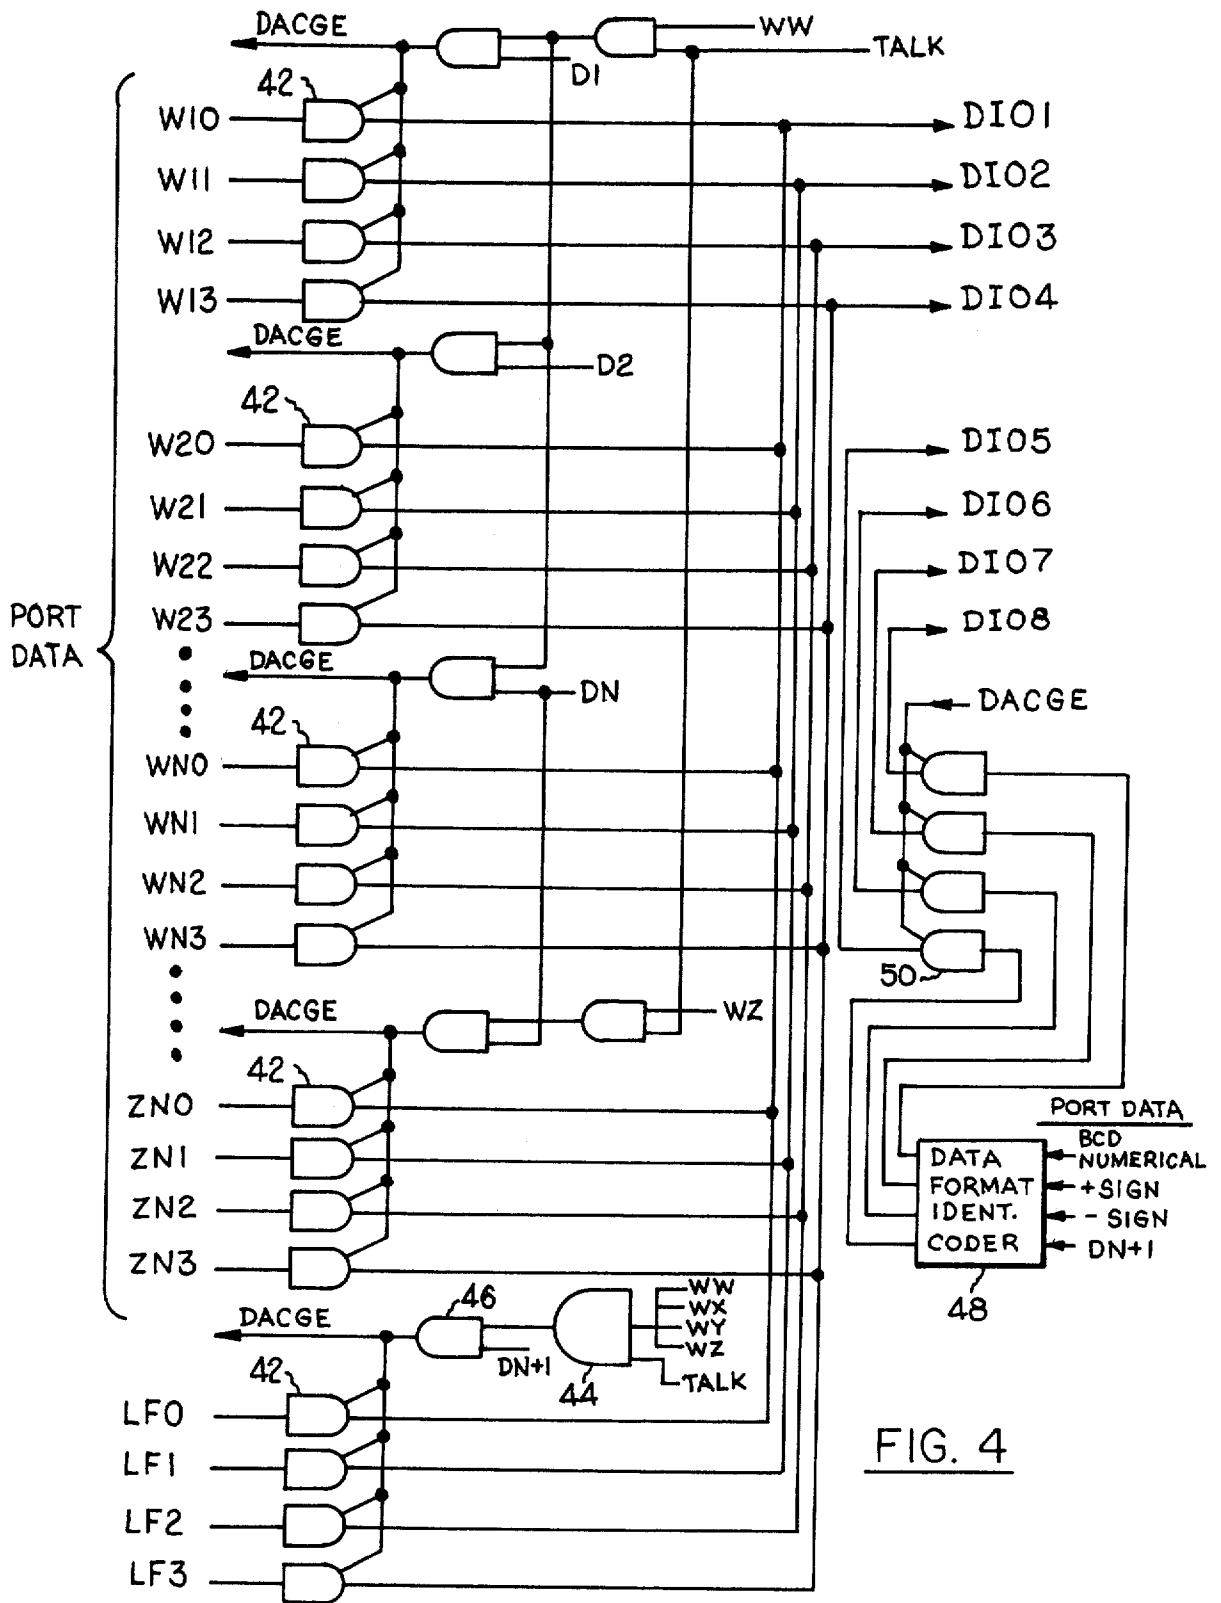 DACGE
WW
TALK
D1
42
W10
DIO1
W11
DIO2
W12
DIO3
W13
DIO4
DACGE
D2
42
W20
DIO5
W21
DIO6
W22
DIO7
W23
DIO8
PORT
DATA
DACGE
DN
DACGE
42
WN0
WN1
WN2
WN3
50
DACGE
WZ
42
ZN0
PORT DATA
BCD
NUMERICAL
+SIGN
- SIGN
DN+1
DATA
FORMAT
IDENT.
CODER
48
ZN1
ZN2
ZN3
DACGE
46
WW
WX
WY
WZ
TALK
DN+1
44
42
LF0
LF1
LF2
LF3
FIG. 4